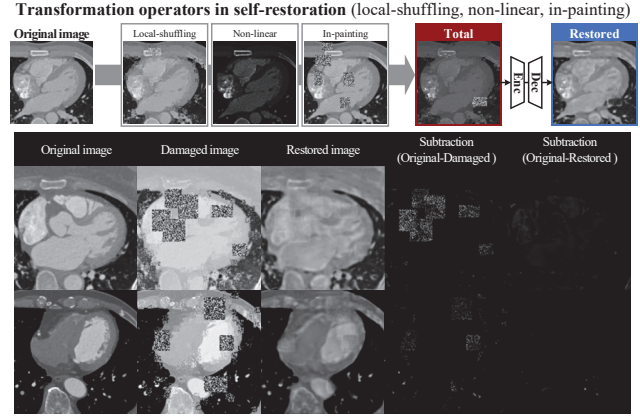 Transformation operators in self-restoration (local-shuffling, non-linear, in-painting)
Original image
Local-shuffling
Non-linear
In-painting
Total
Restored
Enc
Dec
Original image
Damaged image
Restored image
Subtraction
(Original-Damaged )
Subtraction
(Original-Restored )